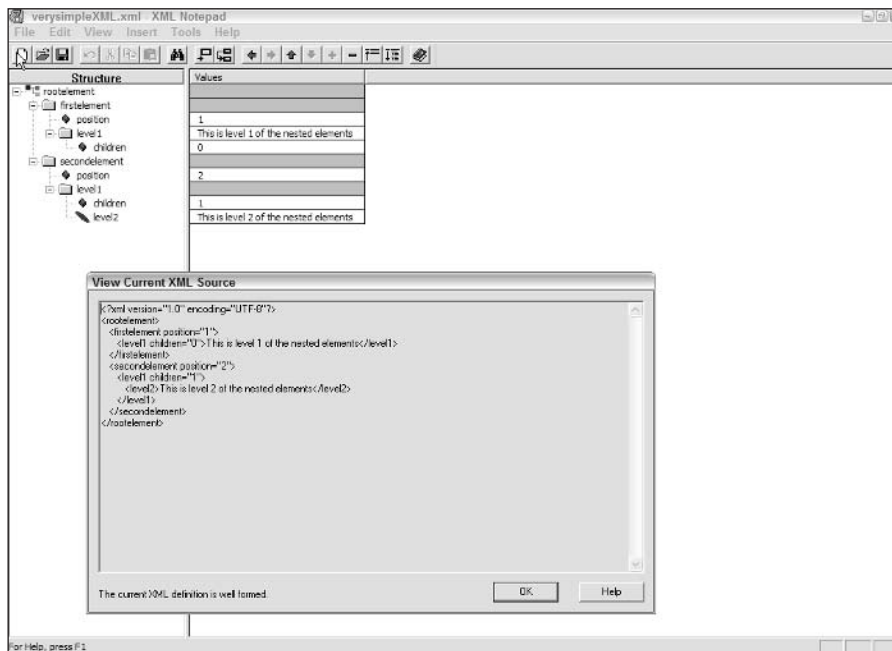 verysimpleXML.xml - XML Notepad
File Edit View Insert Tools Help
Structure
Values
rootelement
firstelement
position
1
level1
This is level 1 of the nested elements
children
0
secondelement
position
2
level1
children
1
level2
This is level 2 of the nested elements
View Current XML Source
<?xml version="1.0" encoding="UTF-8"?>
<rootelement>
<firstelement position="1">
<level1 children="0">This is level 1 of the nested elements</level1>
</firstelement>
<secondelement position="2">
<level1 children="1">
<level2>This is level 2 of the nested elements</level2>
</level1>
</secondelement>
</rootelement>
The current XML definition is well formed.
OK
Help
For Help, press F1